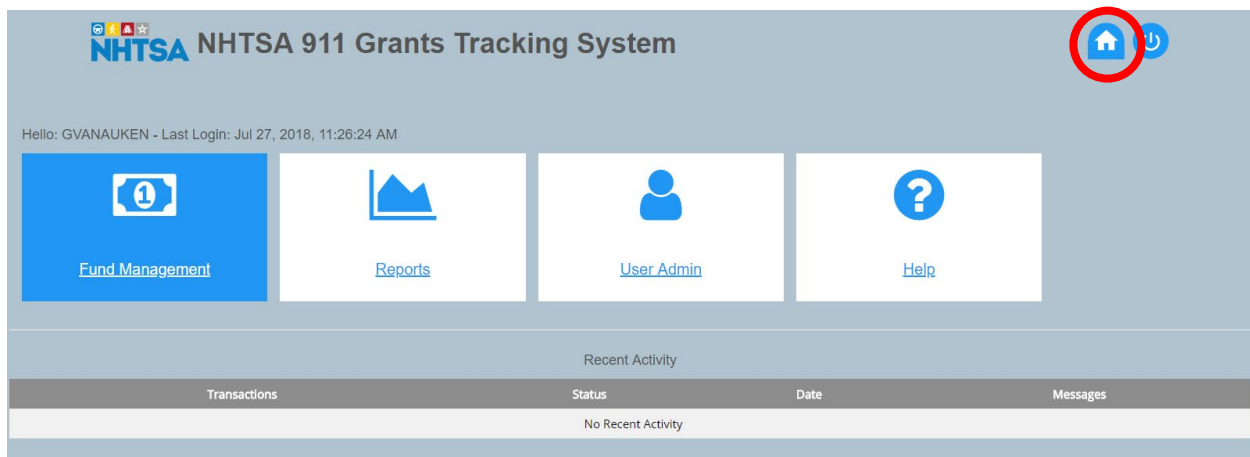 NHTSA NHTSA 911 Grants Tracking System
Hello: GVANAUKEN - Last Login: Jul 27, 2018, 11:26:24 AM
1
Fund Management Reports User Admin Help
Recent Activity
Transactions Status Date Messages
No Recent Activity